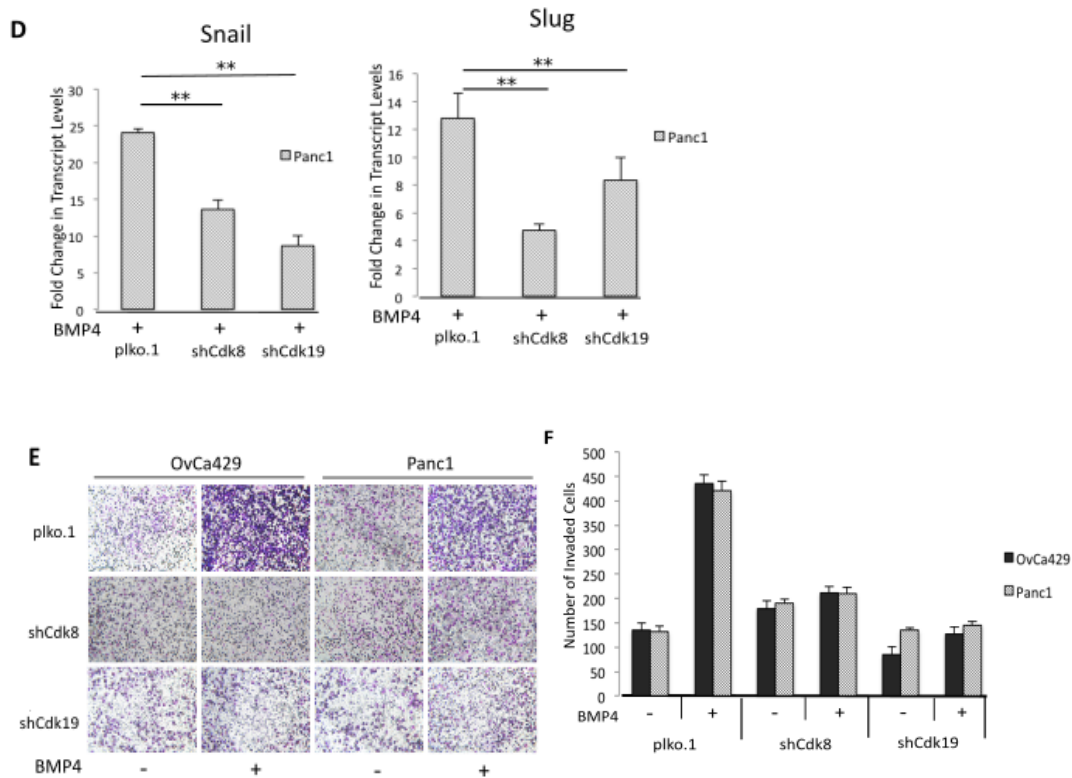 D
Snail
**
**
Fold Change in Transcript Levels
30
25
20
15
10
5
0
Panc1
BMP4 + + +
plko.1 shCdk8 shCdk19
Slug
**
**
Fold Change in Transcript Levels
16
14
12
10
8
6
4
2
0
Panc1
BMP4 + + +
plko.1 shCdk8 shCdk19
E
OvCa429 Panc1
plko.1
shCdk8
shCdk19
BMP4 - + - +
F
Number of Invaded Cells
500
450
400
350
300
250
200
150
100
50
0
OvCa429
Panc1
BMP4 - + - + - +
plko.1 shCdk8 shCdk19